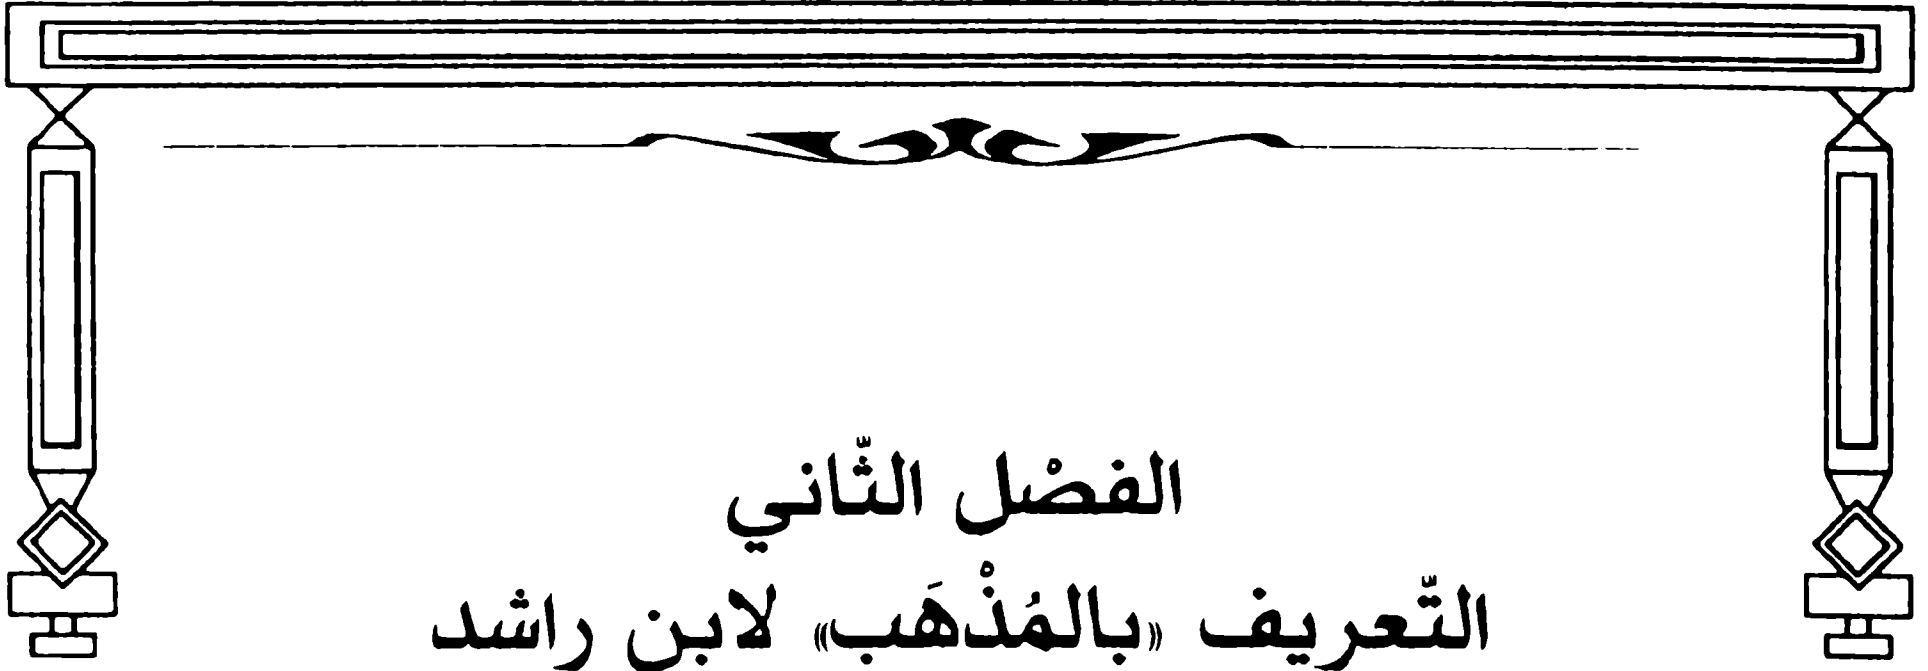 الفصْل الثّاني
التّعريف «بالمُذْهَب» لابن راشد